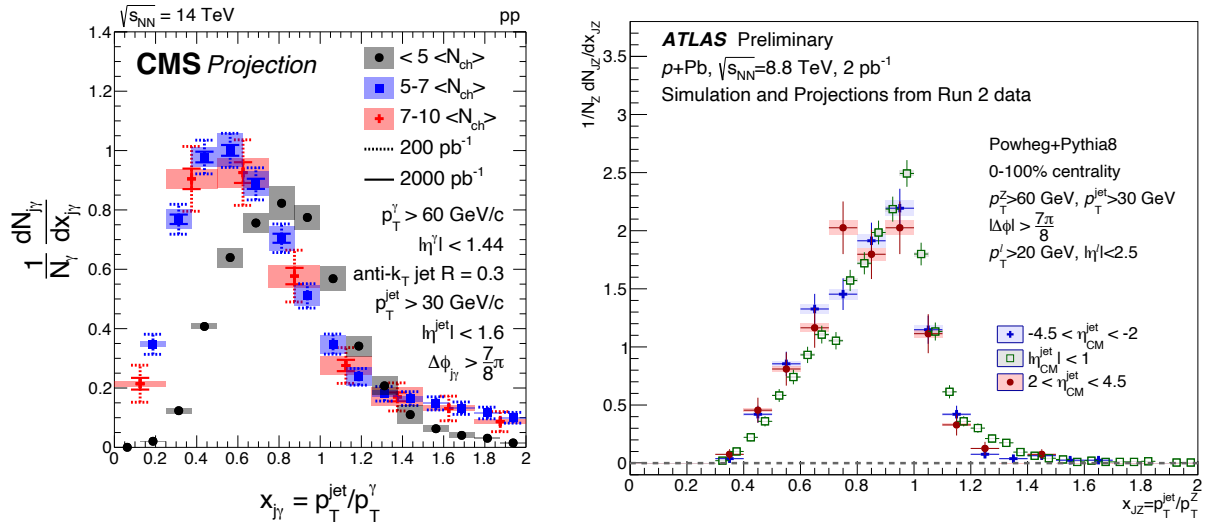 √s_NN = 14 TeV pp
CMS Projection
< 5 <N_ch>
5-7 <N_ch>
7-10 <N_ch>
200 pb⁻¹
2000 pb⁻¹
p_T^γ > 60 GeV/c
|η^γ| < 1.44
anti-k_T jet R = 0.3
p_T^jet > 30 GeV/c
|η^jet| < 1.6
Δφ_jγ > 7/8 π
1/N_γ dN_jγ/dx_jγ
1.4
1.2
1
0.8
0.6
0.4
0.2
0
0 0.2 0.4 0.6 0.8 1 1.2 1.4 1.6 1.8 2
x_jγ = p_T^jet/p_T^γ
ATLAS Preliminary
p+Pb, √s_NN=8.8 TeV, 2 pb⁻¹
Simulation and Projections from Run 2 data
Powheg+Pythia8
0-100% centrality
p_T^Z>60 GeV, p_T^jet>30 GeV
|Δφ| > 7π/8
p_T^l>20 GeV, |η^l|<2.5
-4.5 < η_CM^jet < -2
|η_CM^jet| < 1
2 < η_CM^jet < 4.5
1/N_Z dN_JZ/dx_JZ
3.5
3
2.5
2
1.5
1
0.5
0
0 0.2 0.4 0.6 0.8 1 1.2 1.4 1.6 1.8 2
x_JZ=p_T^jet/p_T^Z